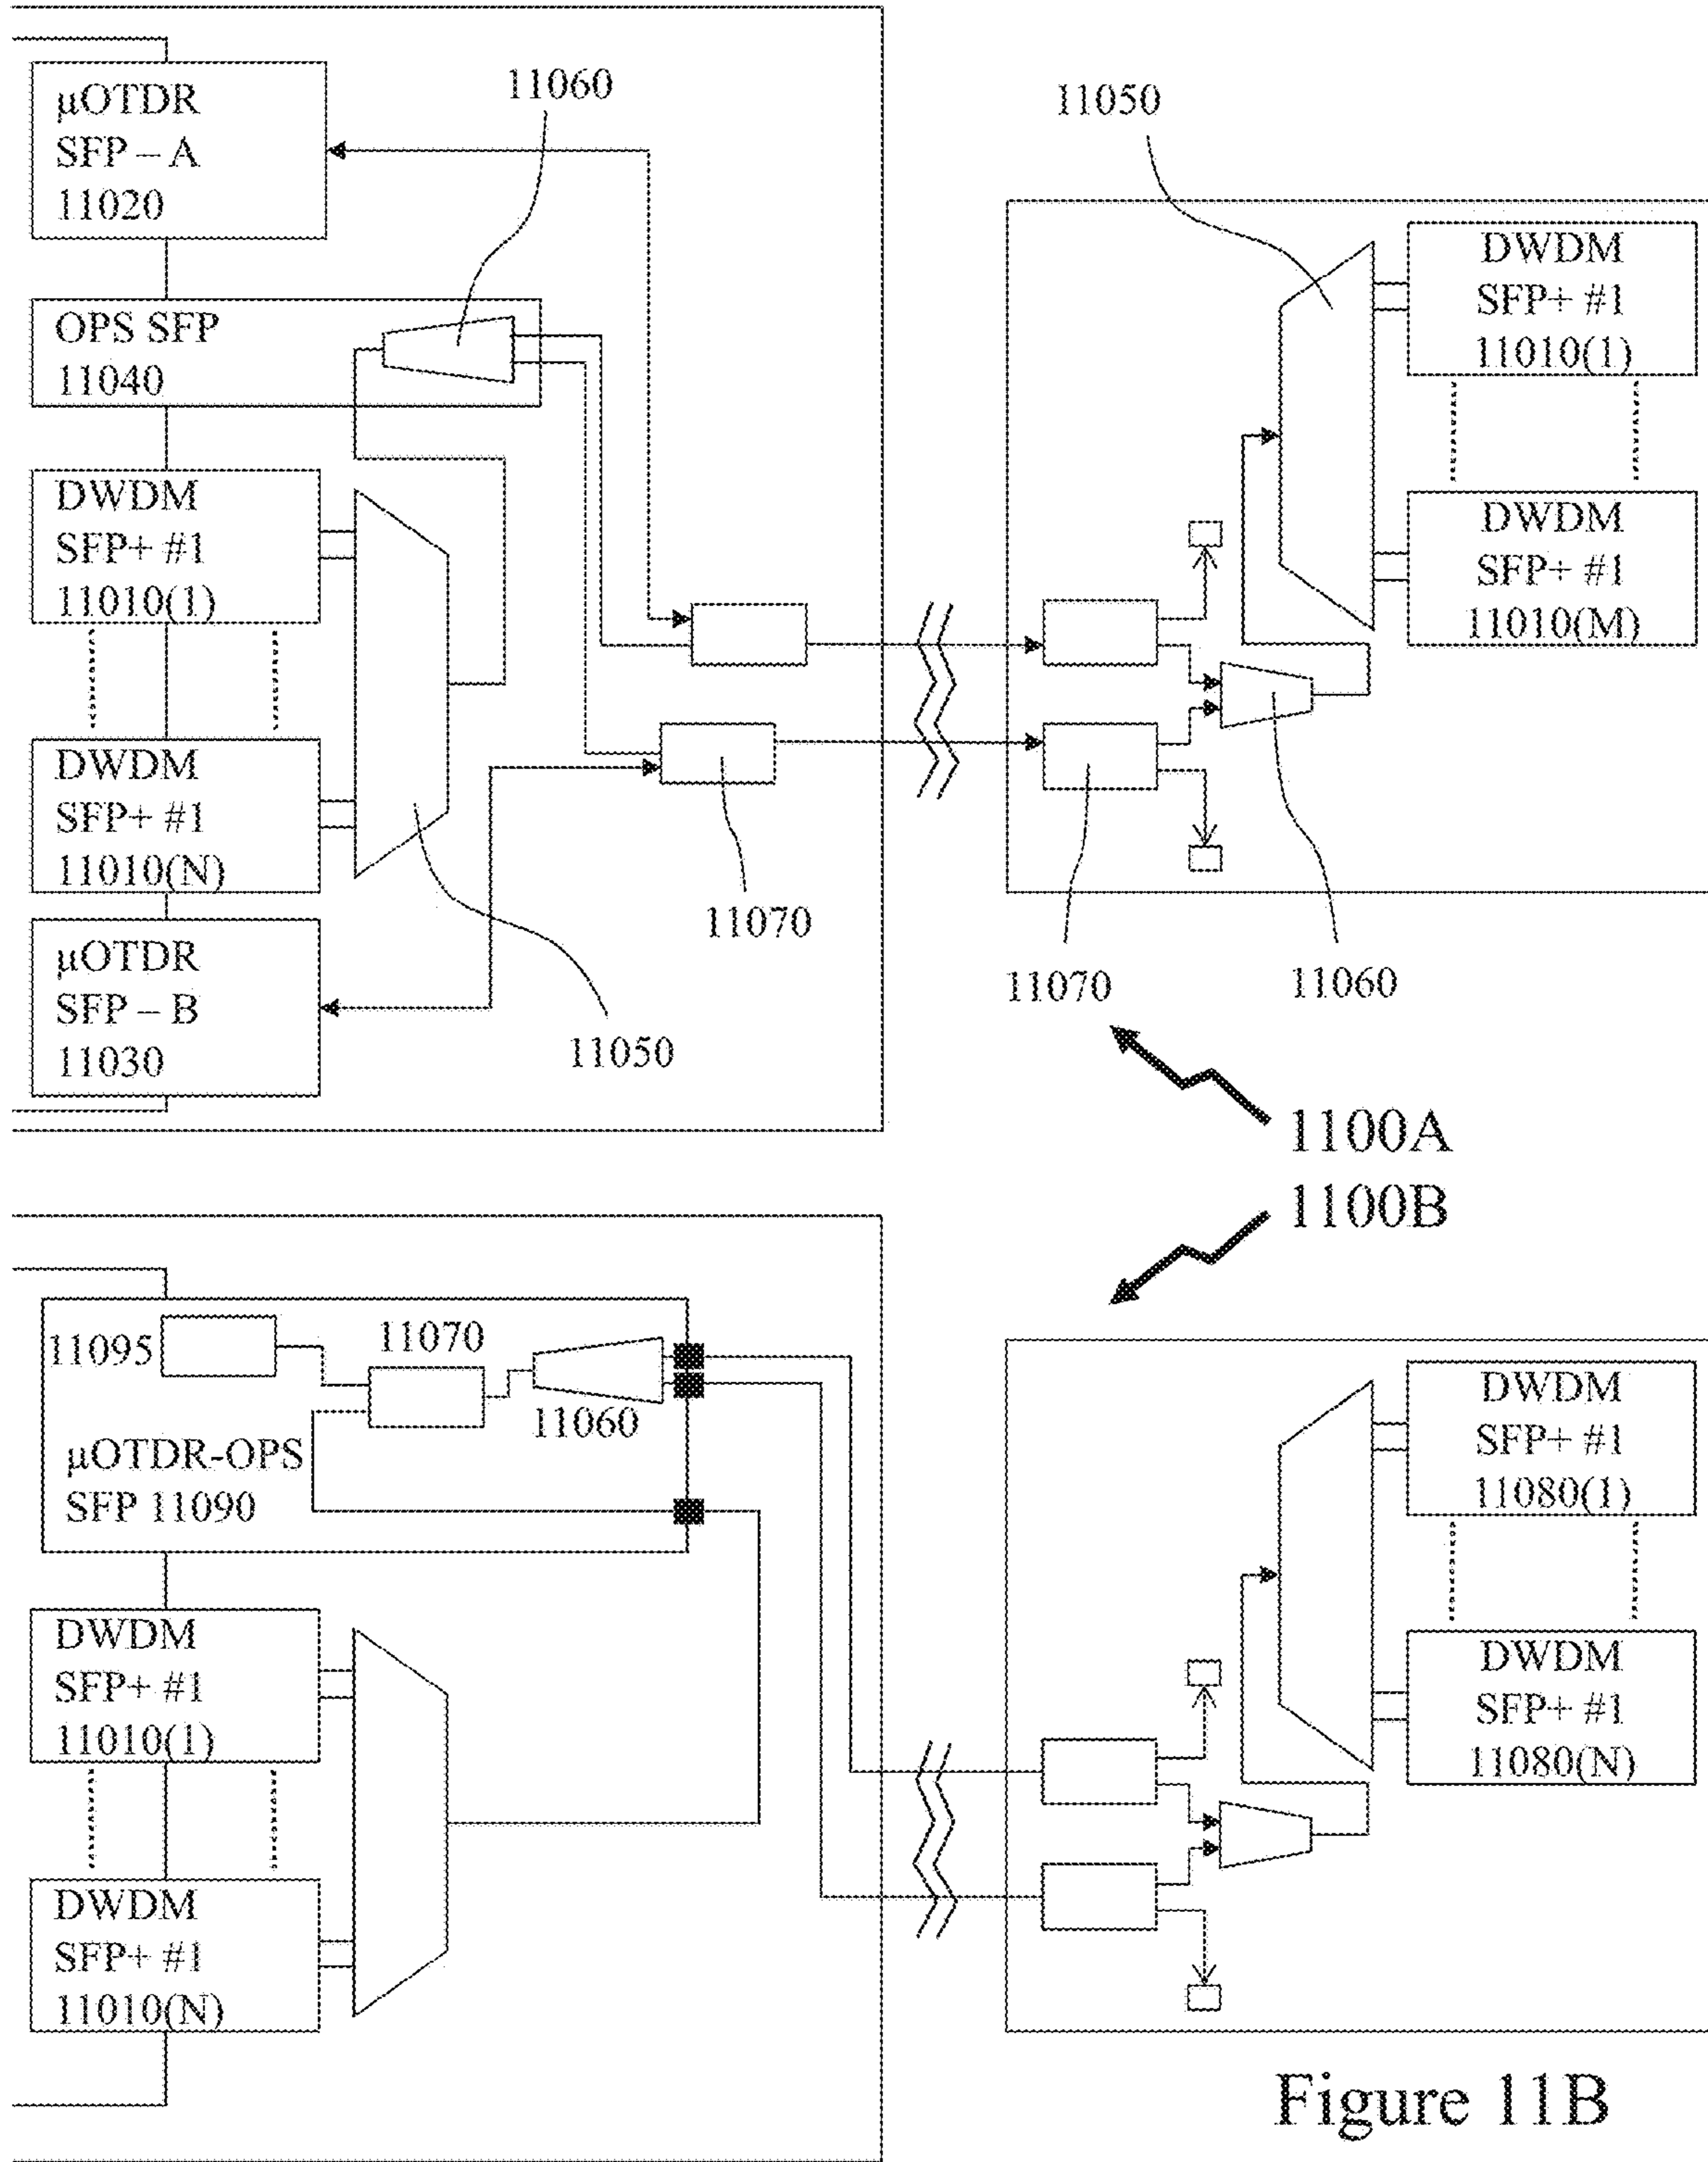 11060
11050
µOTDR
SFP – A
11020
OPS SFP
11040
DWDM
SFP+ #1
11010(1)
DWDM
SFP+ #1
11010(N)
µOTDR
SFP – B
11030
11050
11070
DWDM
SFP+ #1
11010(1)
DWDM
SFP+ #1
11010(M)
11070
11060
1100A
1100B
11095
11070
11060
µOTDR-OPS
SFP 11090
DWDM
SFP+ #1
11010(1)
DWDM
SFP+ #1
11010(N)
DWDM
SFP+ #1
11080(1)
DWDM
SFP+ #1
11080(N)
Figure 11B